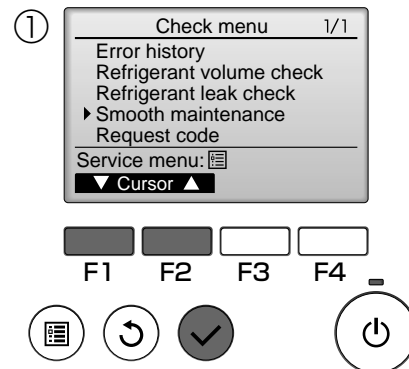 ①
Check menu 1/1
Error history
Refrigerant volume check
Refrigerant leak check
Smooth maintenance
Request code
Service menu:
▼ Cursor ▲
F1 F2 F3 F4